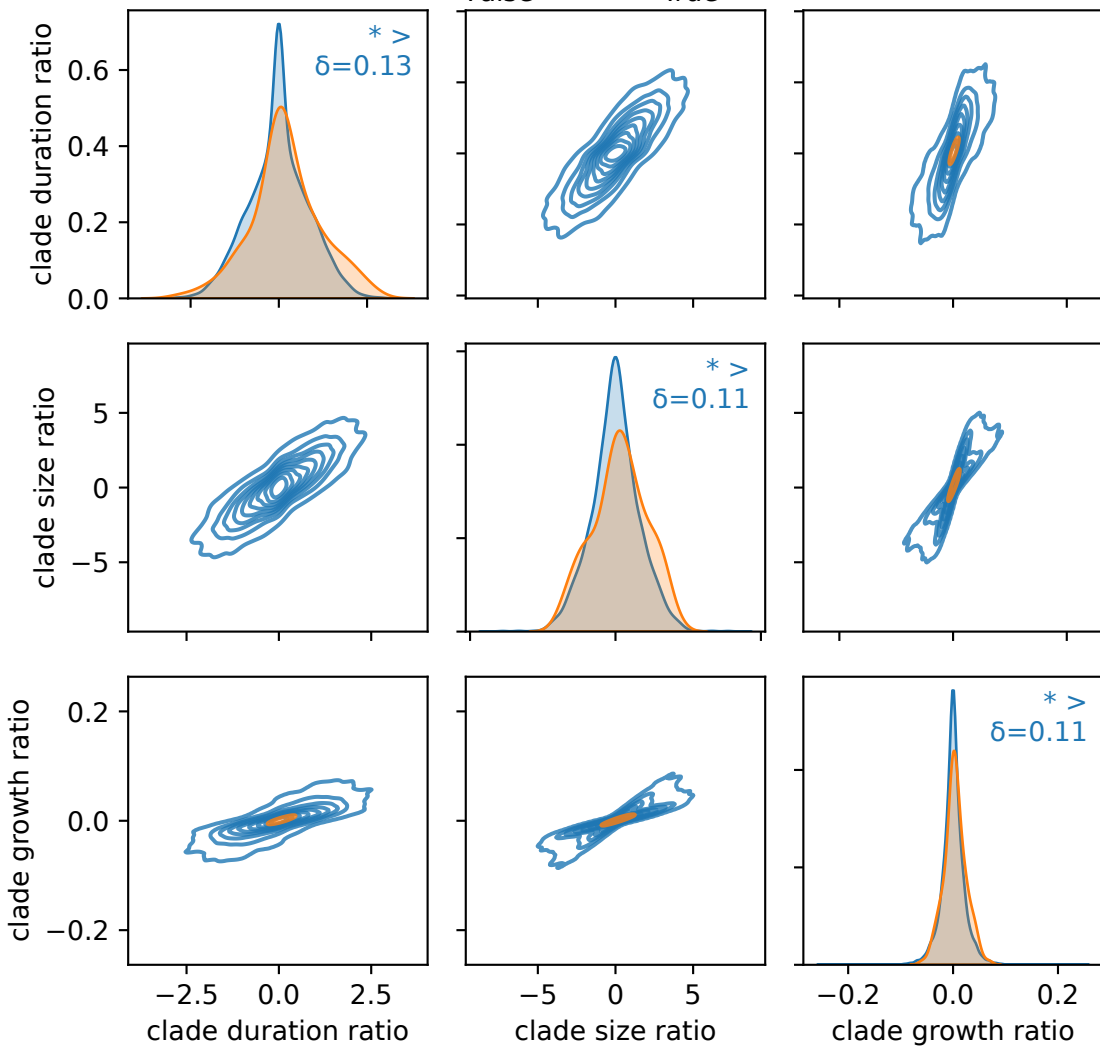 clade duration ratio
0.6
0.4
0.2
0.0
* >
δ=0.13
clade size ratio
5
0
−5
* >
δ=0.11
clade growth ratio
0.2
0.0
−0.2
* >
δ=0.11
−2.5 0.0 2.5
−5 0 5
−0.2 0.0 0.2
clade duration ratio
clade size ratio
clade growth ratio